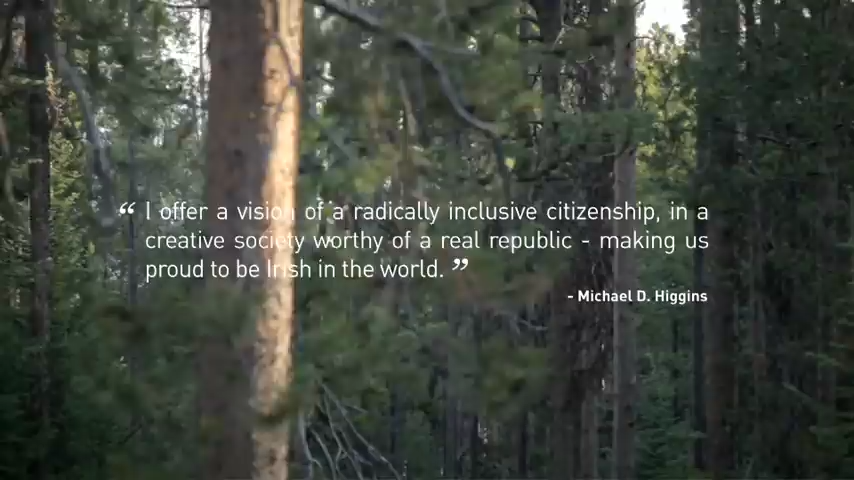 “ I offer a vision of a radically inclusive citizenship, in a
creative society worthy of a real republic - making us
proud to be Irish in the world. ”
- Michael D. Higgins